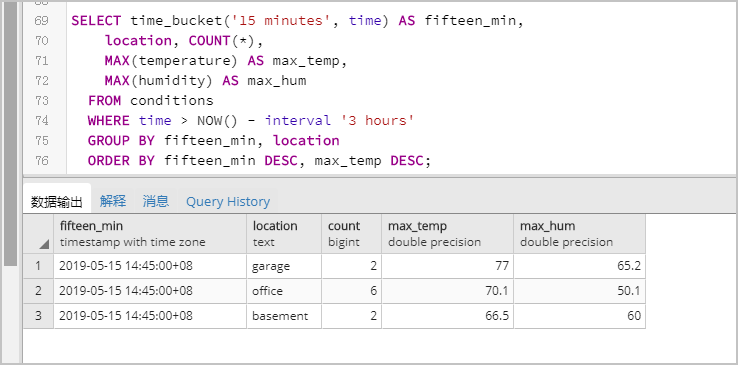 69 SELECT time_bucket('15 minutes', time) AS fifteen_min,
70 location, COUNT(*),
71 MAX(temperature) AS max_temp,
72 MAX(humidity) AS max_hum
73 FROM conditions
74 WHERE time > NOW() - interval '3 hours'
75 GROUP BY fifteen_min, location
76 ORDER BY fifteen_min DESC, max_temp DESC;
数据输出 解释 消息 Query History
fifteen_min location count max_temp max_hum
timestamp with time zone text bigint double precision double precision
1 2019-05-15 14:45:00+08 garage 2 77 65.2
2 2019-05-15 14:45:00+08 office 6 70.1 50.1
3 2019-05-15 14:45:00+08 basement 2 66.5 60